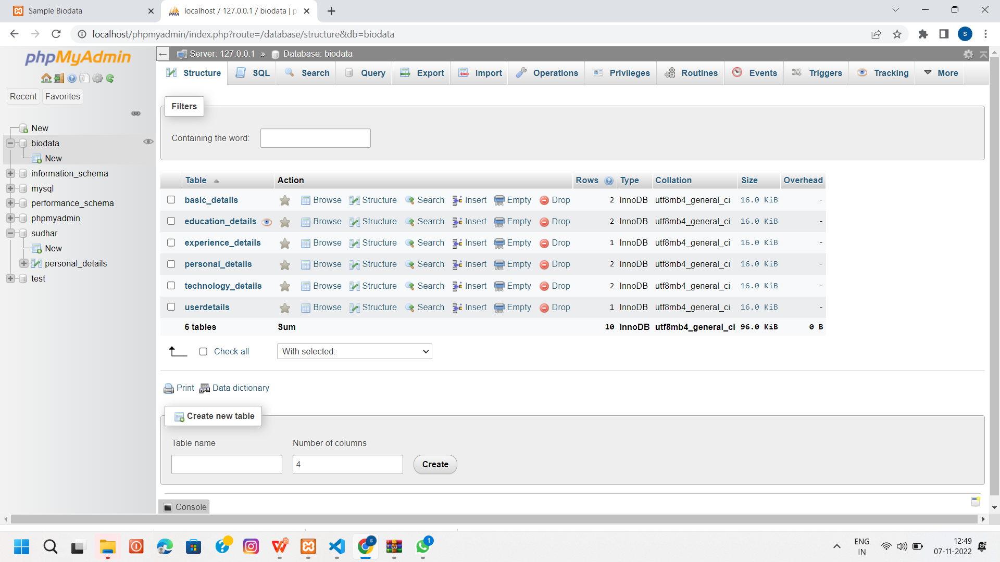 Sample Biodata
localhost / 127.0.0.1 / biodata | p
localhost/phpmyadmin/index.php?route=/database/structure&db=biodata
s
phpMyAdmin
Recent
Favorites
New
biodata
New
information_schema
mysql
performance_schema
phpmyadmin
sudhar
New
personal_details
test
Server: 127.0.0.1 » Database: biodata
Structure SQL Search Query Export Import Operations Privileges Routines Events Triggers Tracking More
Filters
Containing the word:
Table Action Rows Type Collation Size Overhead
basic_details Browse Structure Search Insert Empty Drop 2 InnoDB utf8mb4_general_ci 16.0 KiB -
education_details Browse Structure Search Insert Empty Drop 2 InnoDB utf8mb4_general_ci 16.0 KiB -
experience_details Browse Structure Search Insert Empty Drop 1 InnoDB utf8mb4_general_ci 16.0 KiB -
personal_details Browse Structure Search Insert Empty Drop 2 InnoDB utf8mb4_general_ci 16.0 KiB -
technology_details Browse Structure Search Insert Empty Drop 2 InnoDB utf8mb4_general_ci 16.0 KiB -
userdetails Browse Structure Search Insert Empty Drop 1 InnoDB utf8mb4_general_ci 16.0 KiB -
6 tables Sum 10 InnoDB utf8mb4_general_ci 96.0 KiB 0 B
Check all With selected:
Print Data dictionary
Create new table
Table name Number of columns
4 Create
Console
1
ENG
IN
12:49
07-11-2022